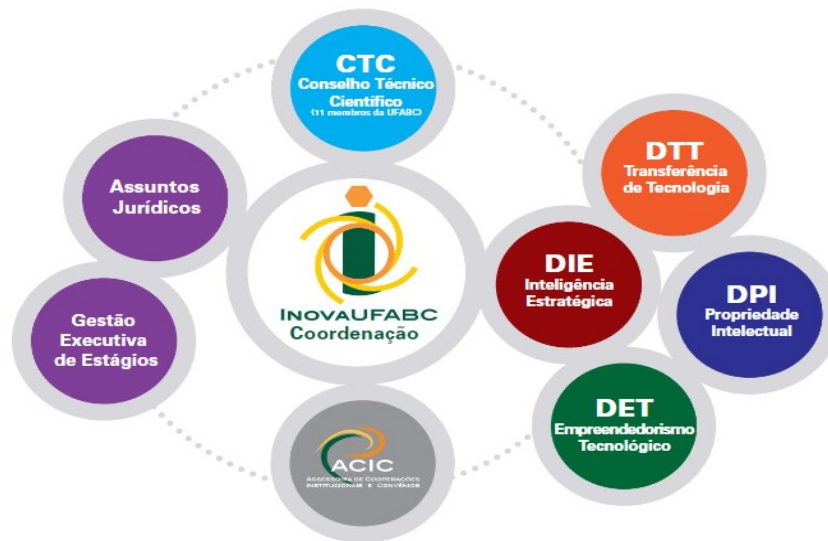 CTC
Conselho Técnico
Científico
(11 membros da UFABC)
DTT
Transferência
de Tecnologia
Assuntos
Jurídicos
DIE
Inteligência
Estratégica
DPI
Propriedade
Intelectual
INOVAUFABC
Coordenação
Gestão
Executiva
de Estágios
DET
Empreendedorismo
Tecnológico
ACIC
ASSESSORIA DE COOPERAÇÕES
INSTITUCIONAIS E CONVÊNIOS